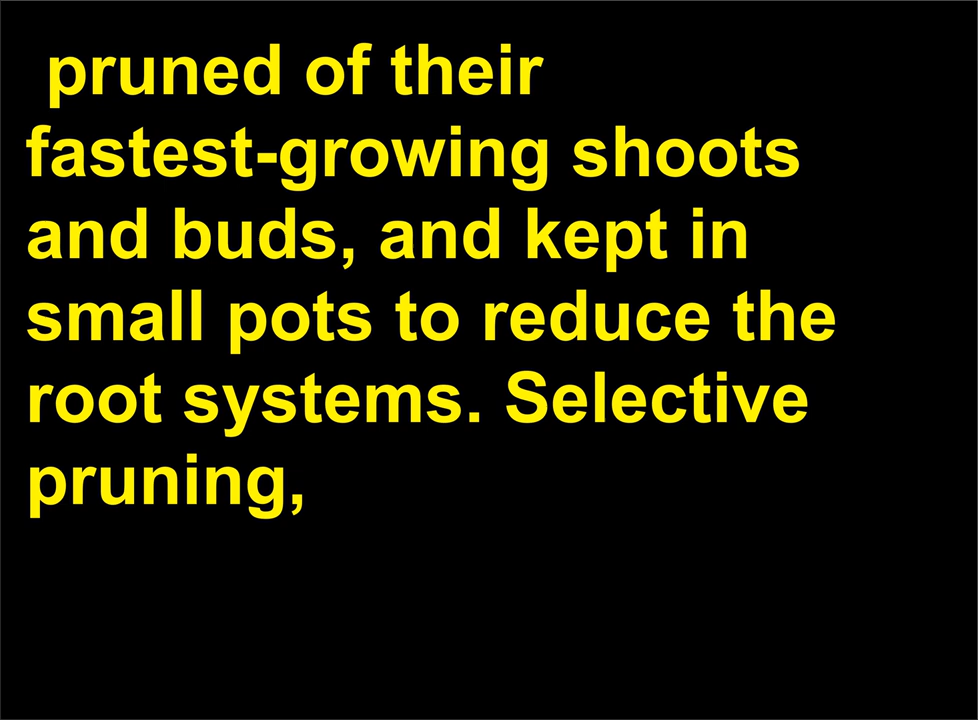 pruned of their
fastest-growing shoots
and buds, and kept in
small pots to reduce the
root systems. Selective
pruning,